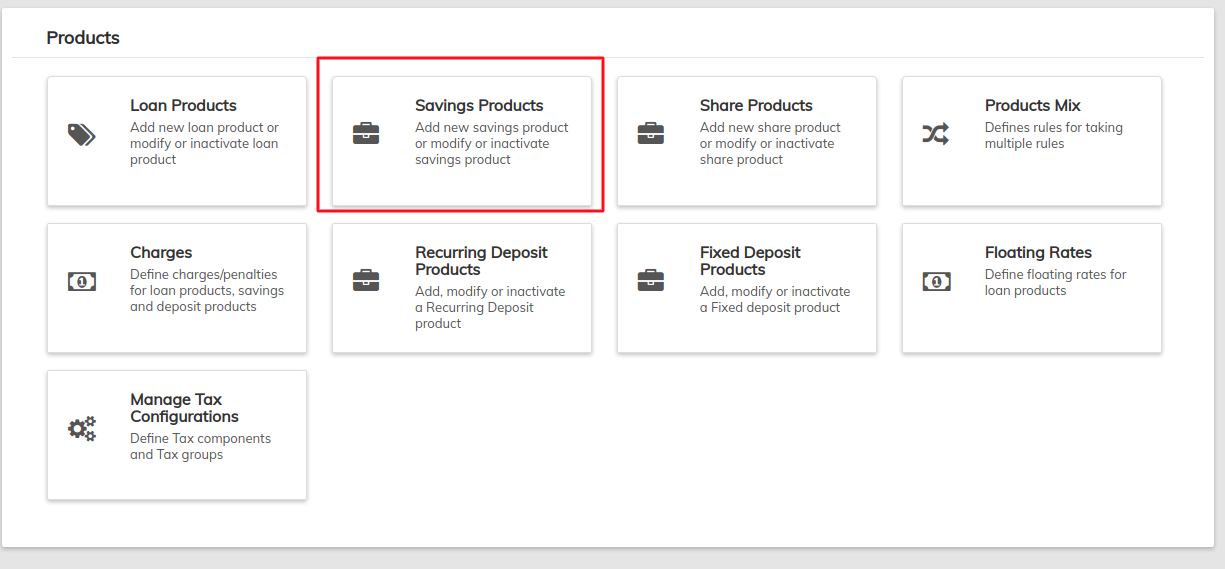 Products
Loan Products
Add new loan product or
modify or inactivate loan
product
Savings Products
Add new savings product
or modify or inactivate
savings product
Share Products
Add new share product
or modify or inactivate
share product
Products Mix
Defines rules for taking
multiple rules
Charges
Define charges/penalties
for loan products, savings
and deposit products
Recurring Deposit
Products
Add, modify or inactivate
a Recurring Deposit
product
Fixed Deposit
Products
Add, modify or inactivate
a Fixed deposit product
Floating Rates
Define floating rates for
loan products
Manage Tax
Configurations
Define Tax components
and Tax groups